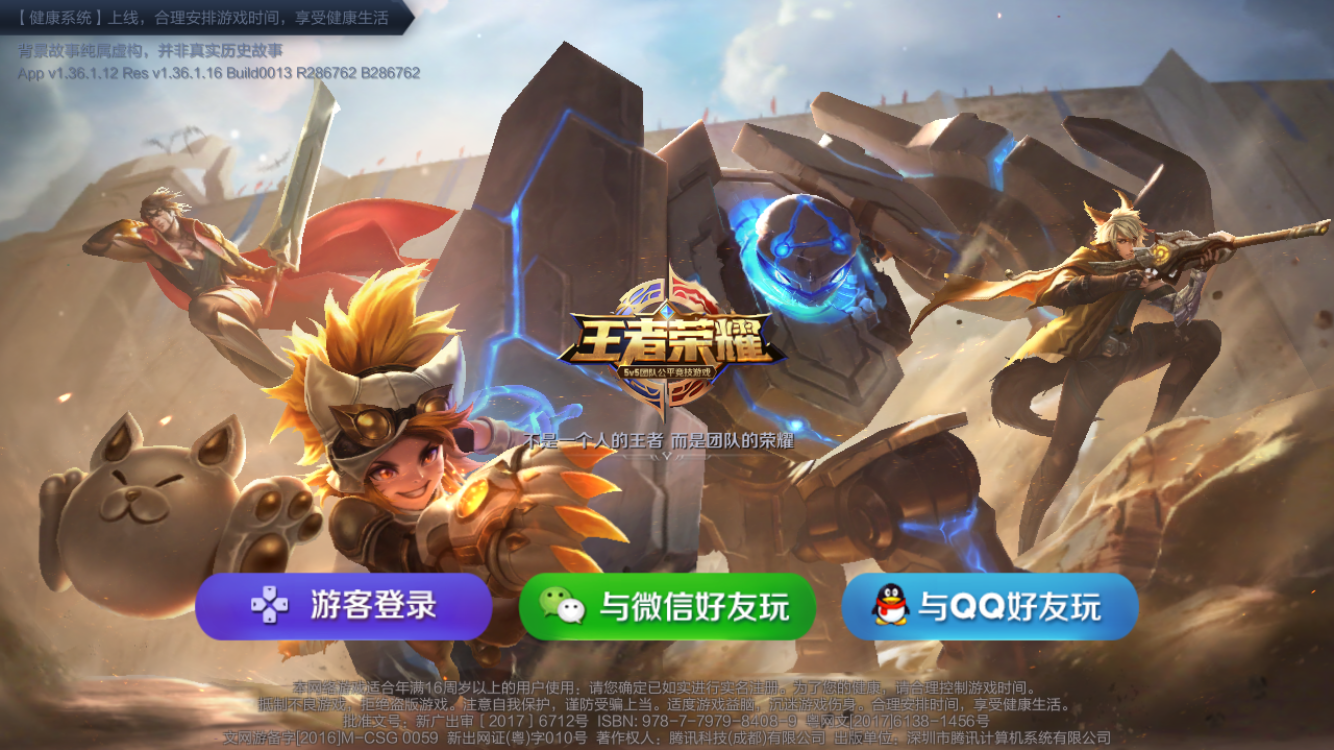 【健康系统】上线，合理安排游戏时间，享受健康生活
背景故事纯属虚构，并非真实历史故事
App v1.36.1.12 Res v1.36.1.16 Build0013 R286762 B286762
王者荣耀
5v5团队公平竞技游戏
不是一个人的王者 而是团队的荣耀
游客登录
与微信好友玩
与QQ好友玩
本网络游戏适合年满16周岁以上的用户使用；请您确定已如实进行实名注册。为了您的健康，请合理控制游戏时间。
抵制不良游戏，拒绝盗版游戏。注意自我保护，谨防受骗上当。适度游戏益脑，沉迷游戏伤身。合理安排时间，享受健康生活。
批准文号：新广出审［2017］6712号 ISBN: 978-7-7979-8408-9 粤网文[2017]6138-1456号
文网游备字[2016]M-CSG 0059 新出网证(粤)字010号 著作权人：腾讯科技(成都)有限公司 出版单位：深圳市腾讯计算机系统有限公司